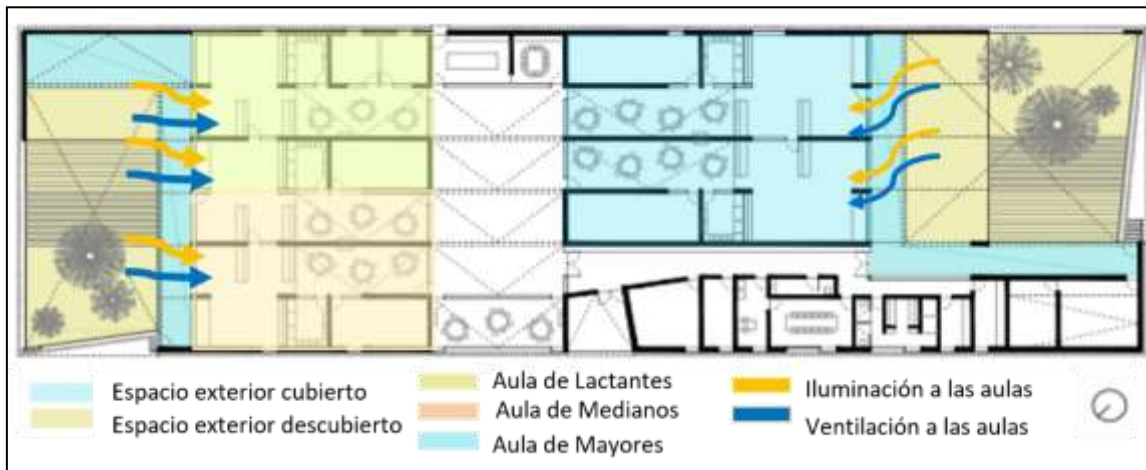 Espacio exterior cubierto
Espacio exterior descubierto
Aula de Lactantes
Aula de Medianos
Aula de Mayores
Iluminación a las aulas
Ventilación a las aulas